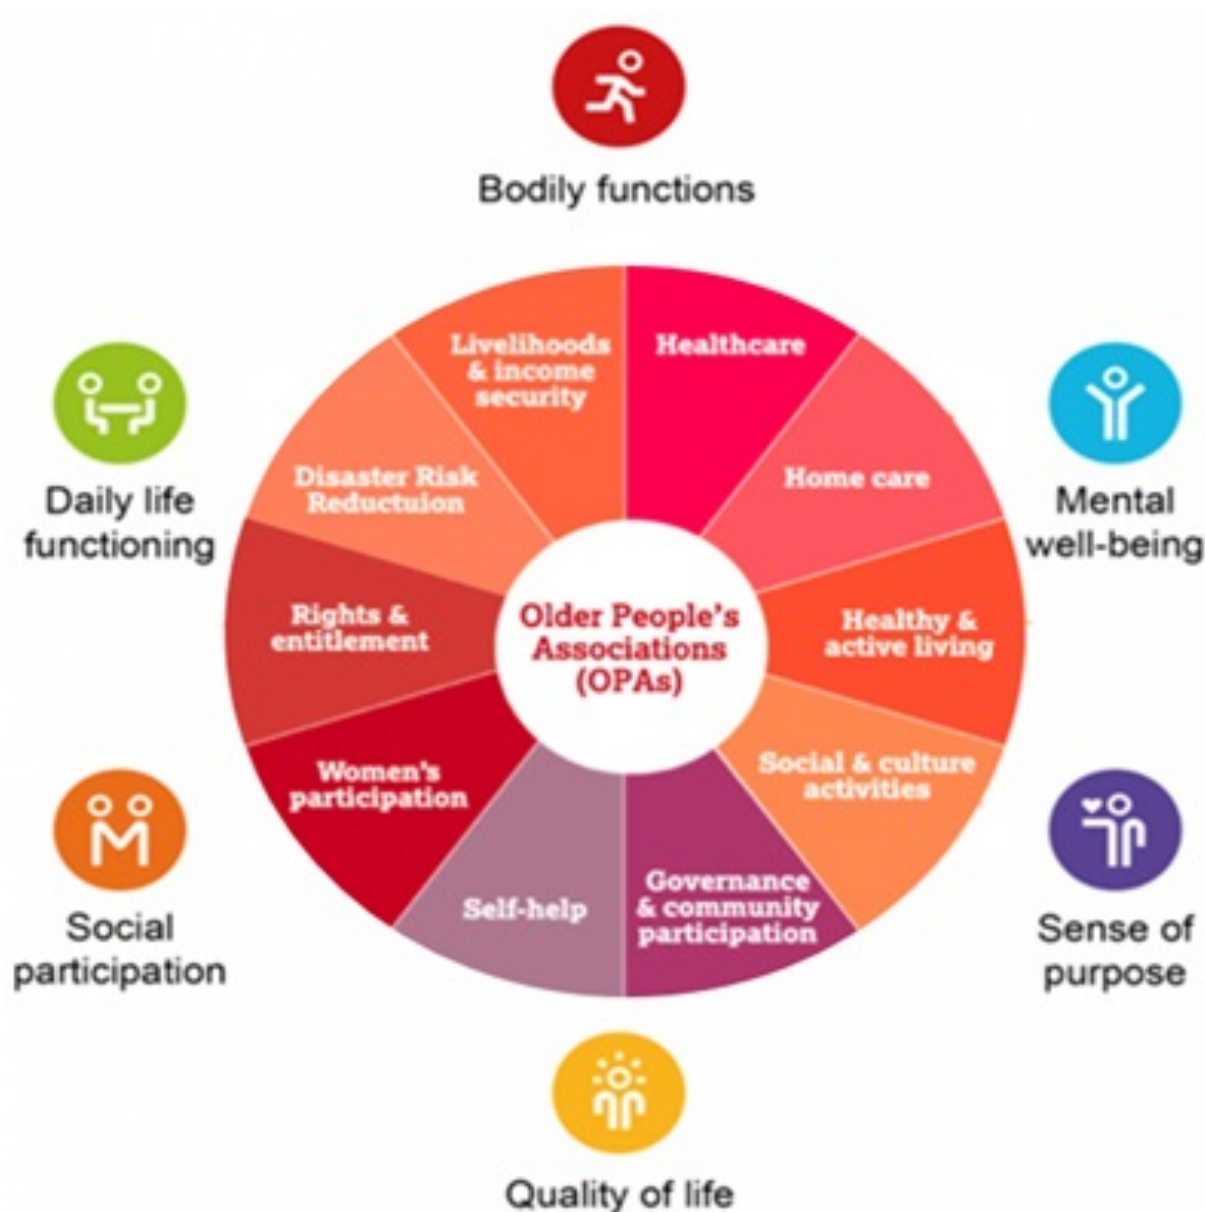 Bodily functions
Livelihoods
& income
security
Healthcare
Home care
Mental
well-being
Healthy &
active living
Social & culture
activities
Sense of
purpose
Governance
& community
participation
Quality of life
Self-help
Women's
participation
Social
participation
Rights &
entitlement
Disaster Risk
Reductuion
Daily life
functioning
Older People's
Associations
(OPAs)